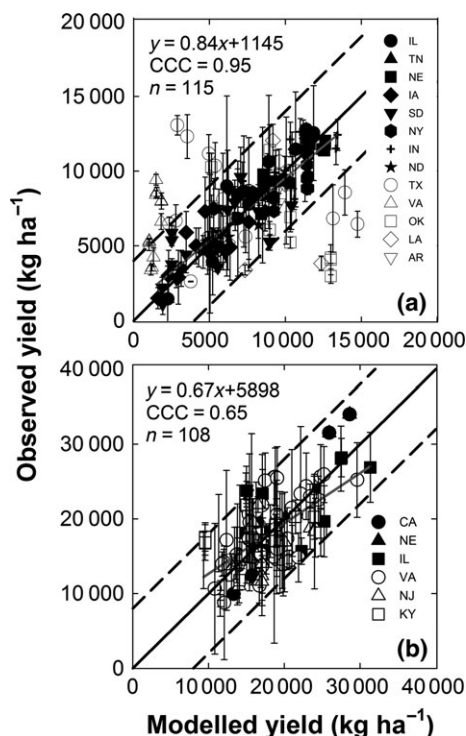 Observed yield (kg ha⁻¹)
20 000
15 000
10 000
5000
0
y = 0.84x+1145
CCC = 0.95
n = 115
IL
TN
NE
IA
SD
NY
IN
ND
TX
VA
OK
LA
AR
(a)
0 5000 10 000 15 000 20 000
40 000
30 000
20 000
10 000
0
y = 0.67x+5898
CCC = 0.65
n = 108
CA
NE
IL
VA
NJ
KY
(b)
0 10 000 20 000 30 000 40 000
Modelled yield (kg ha⁻¹)